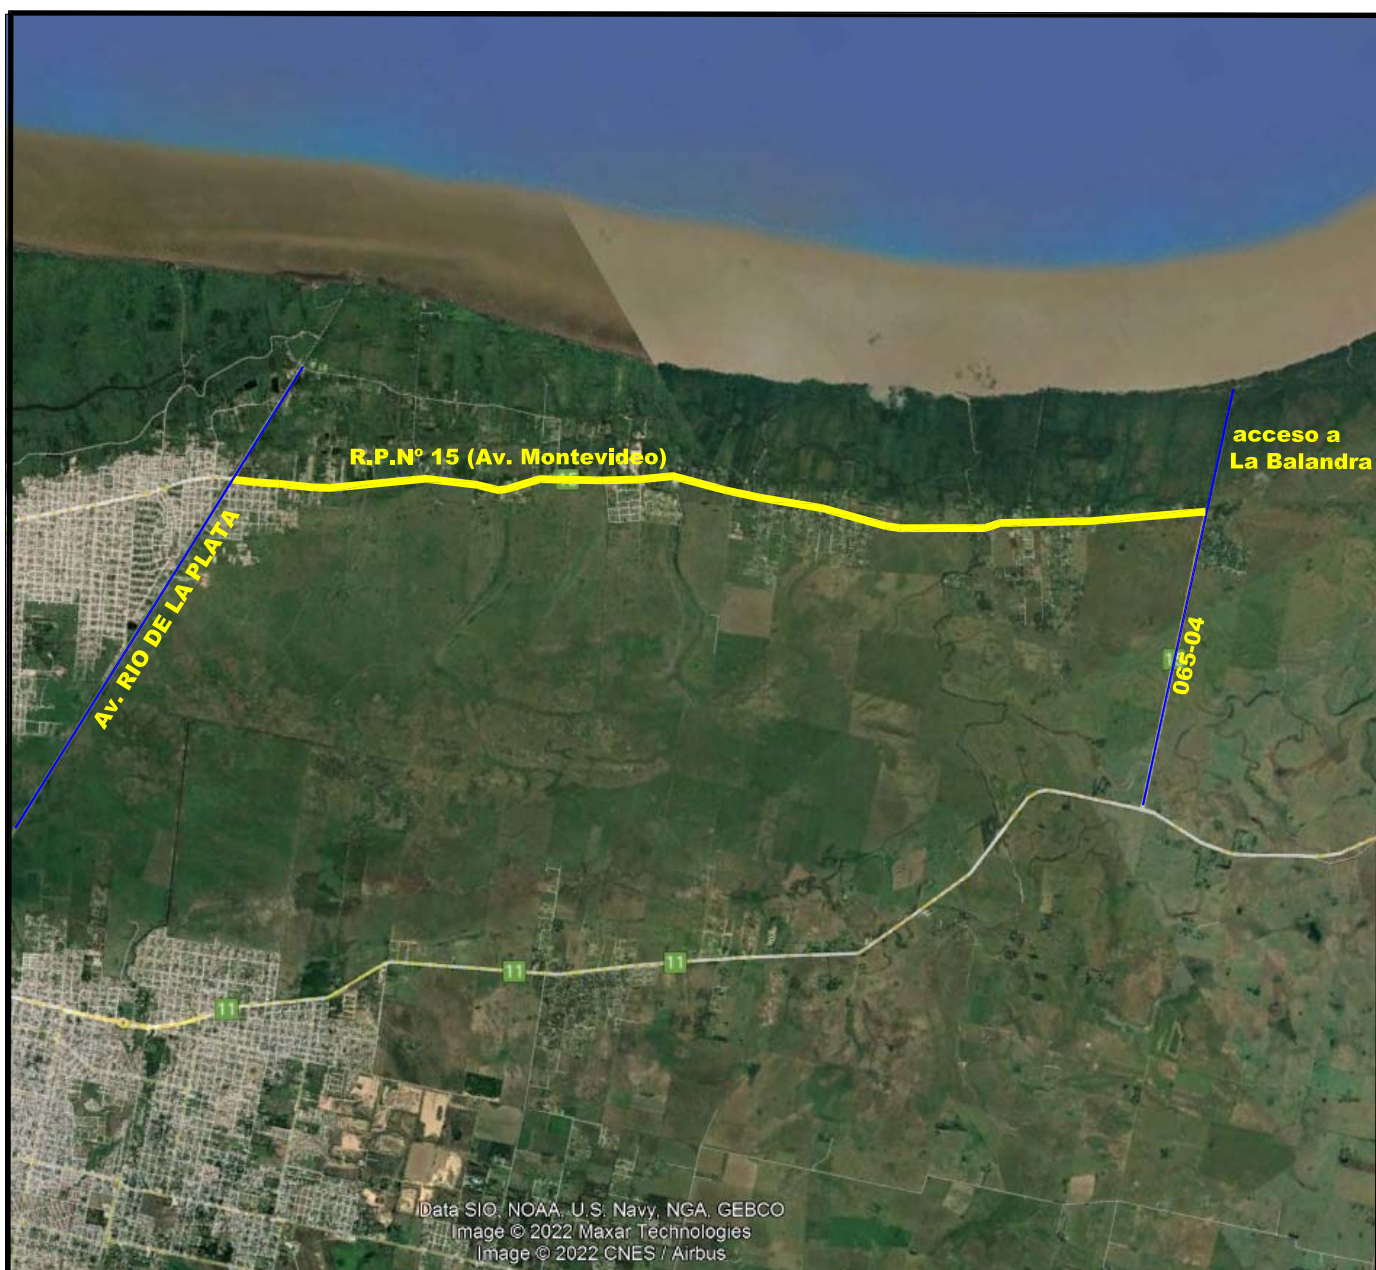 R.P.Nº 15 (Av. Montevideo)
acceso a
La Balandra
Av. RIO DE LA PLATA
065-04
11
11
11
Data SIO, NOAA, U.S. Navy, NGA, GEBCO
Image © 2022 Maxar Technologies
Image © 2022 CNES / Airbus